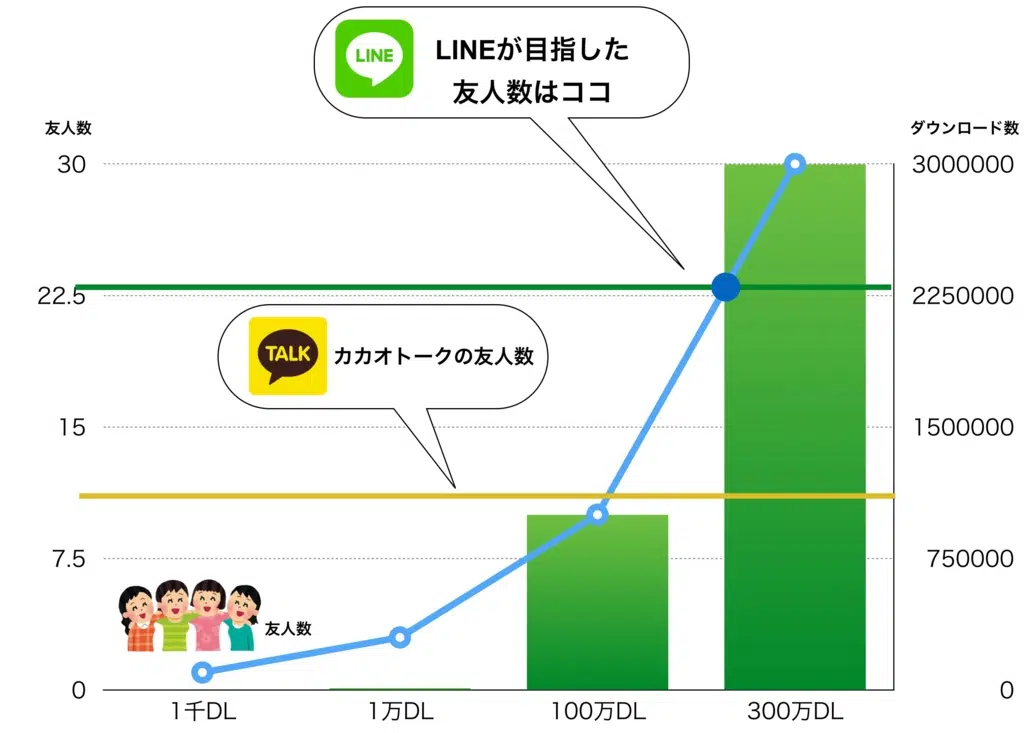 LINE
LINEが目指した
友人数はココ
友人数
ダウンロード数
30
3000000
22.5
2250000
TALK
カカオトークの友人数
15
1500000
7.5
750000
友人数
0
0
1千DL
1万DL
100万DL
300万DL